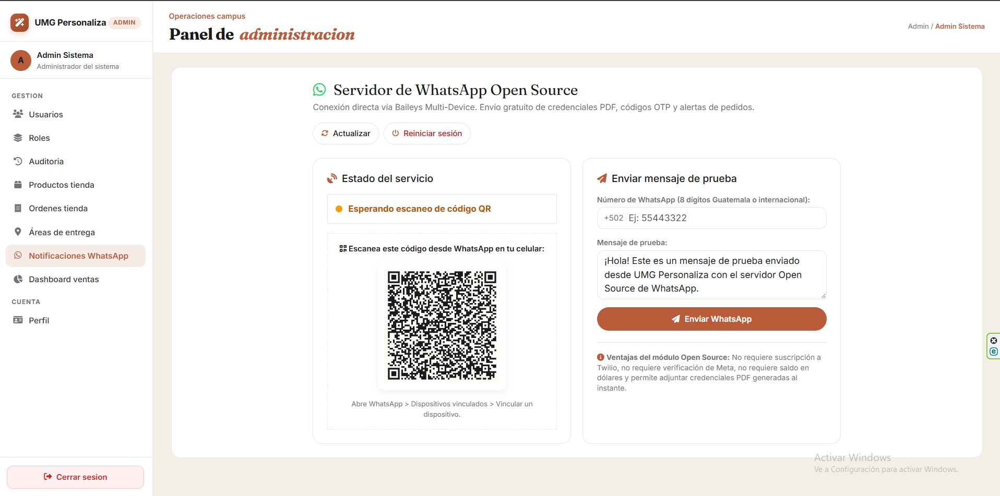 UMG Personaliza ADMIN
A
Admin Sistema
Administrador del sistema
GESTION
Usuarios
Roles
Auditoria
Productos tienda
Ordenes tienda
Áreas de entrega
Notificaciones WhatsApp
Dashboard ventas
CUENTA
Perfil
Cerrar sesion
Operaciones campus
Panel de administracion
Admin / Admin Sistema
Servidor de WhatsApp Open Source
Conexión directa vía Baileys Multi-Device. Envío gratuito de credenciales PDF, códigos OTP y alertas de pedidos.
Actualizar
Reiniciar sesión
Estado del servicio
Esperando escaneo de código QR
Escanea este código desde WhatsApp en tu celular:
Abre WhatsApp > Dispositivos vinculados > Vincular un
dispositivo.
Enviar mensaje de prueba
Número de WhatsApp (8 dígitos Guatemala o internacional):
+502 Ej: 55443322
Mensaje de prueba:
¡Hola! Este es un mensaje de prueba enviado
desde UMG Personaliza con el servidor Open
Source de WhatsApp.
Enviar WhatsApp
Ventajas del módulo Open Source: No requiere suscripción a
Twilio, no requiere verificación de Meta, no requiere saldo en
dólares y permite adjuntar credenciales PDF generadas al
instante.
Activar Windows
Ve a Configuración para activar Windows.